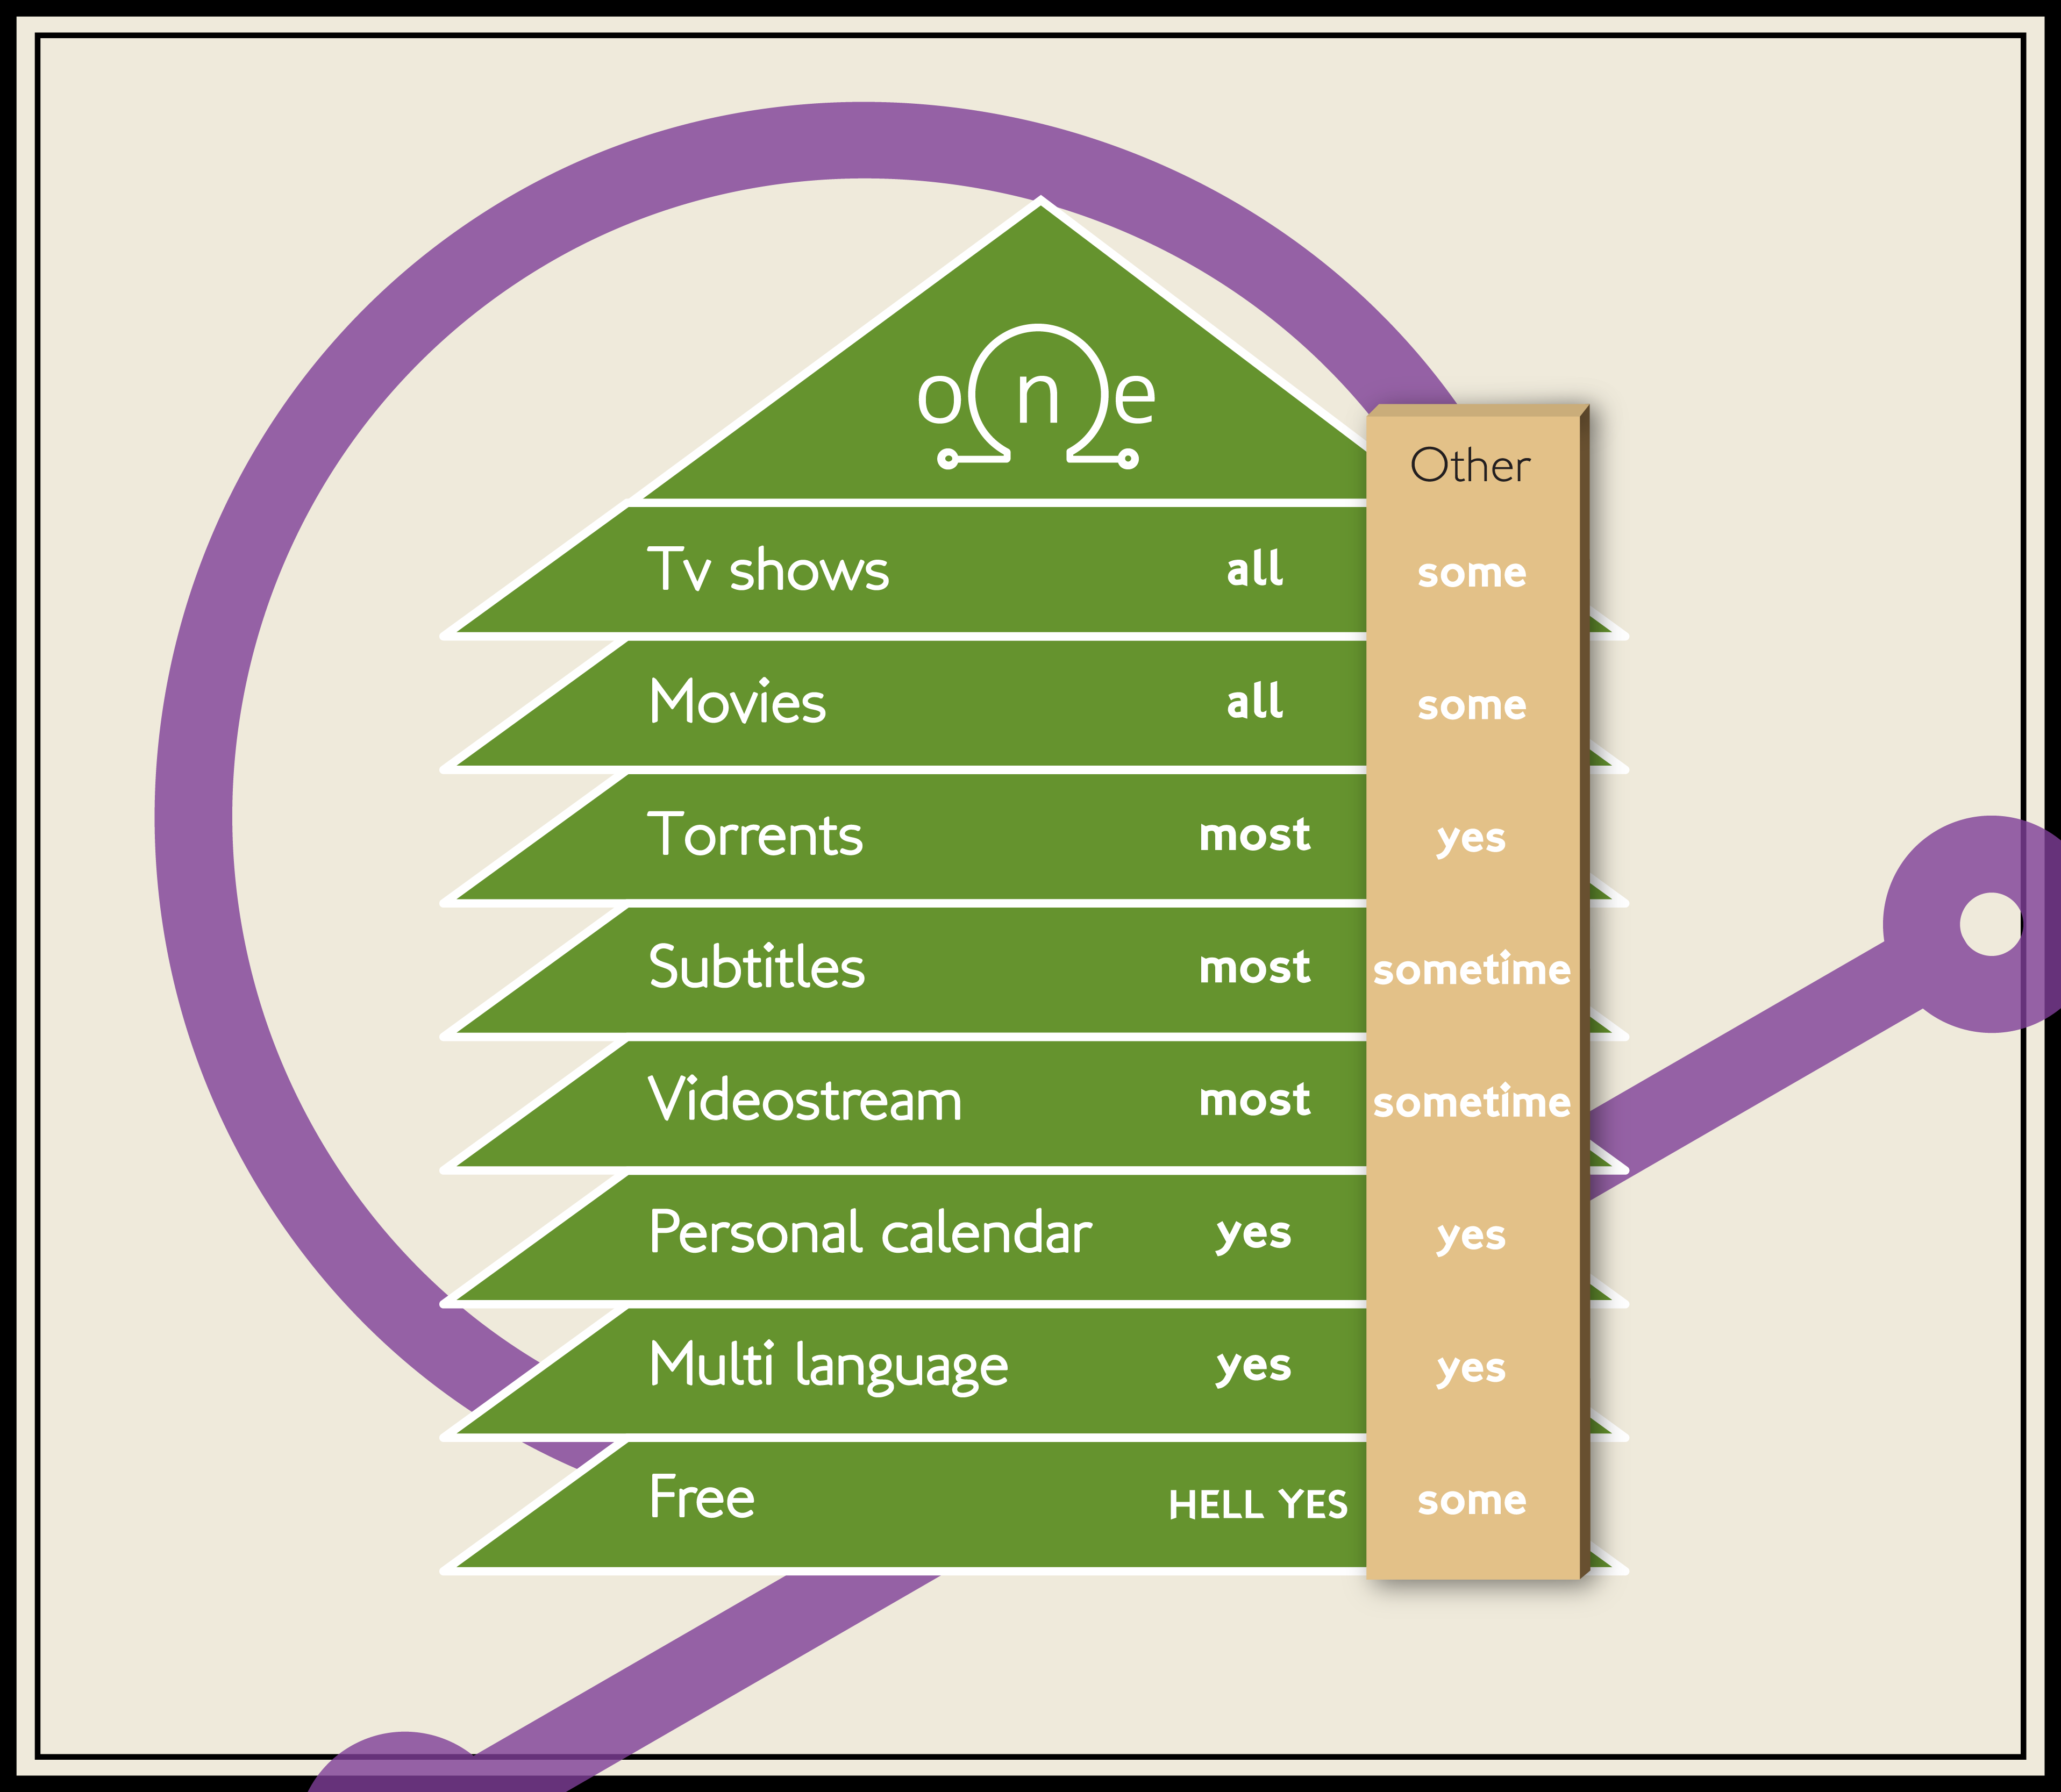 one
Other
Tv shows all some
Movies all some
Torrents most yes
Subtitles most sometime
Videostream most sometime
Personal calendar yes yes
Multi language yes yes
Free HELL YES some